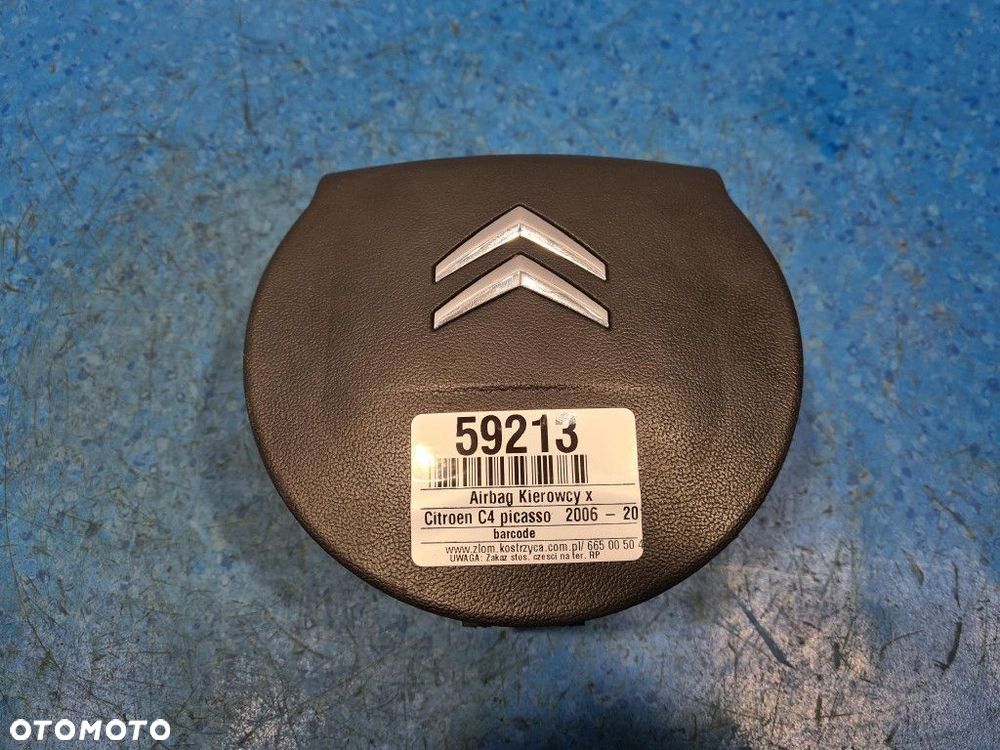 59213
Airbag Kierowcy x
Citroen C4 picasso 2006 - 20
barcode
www.zlom.kostrzyca.com.pl/ 665 00 50 4
UWAGA: Zakaz stos. czesci na ter. RP
OTOMOTO